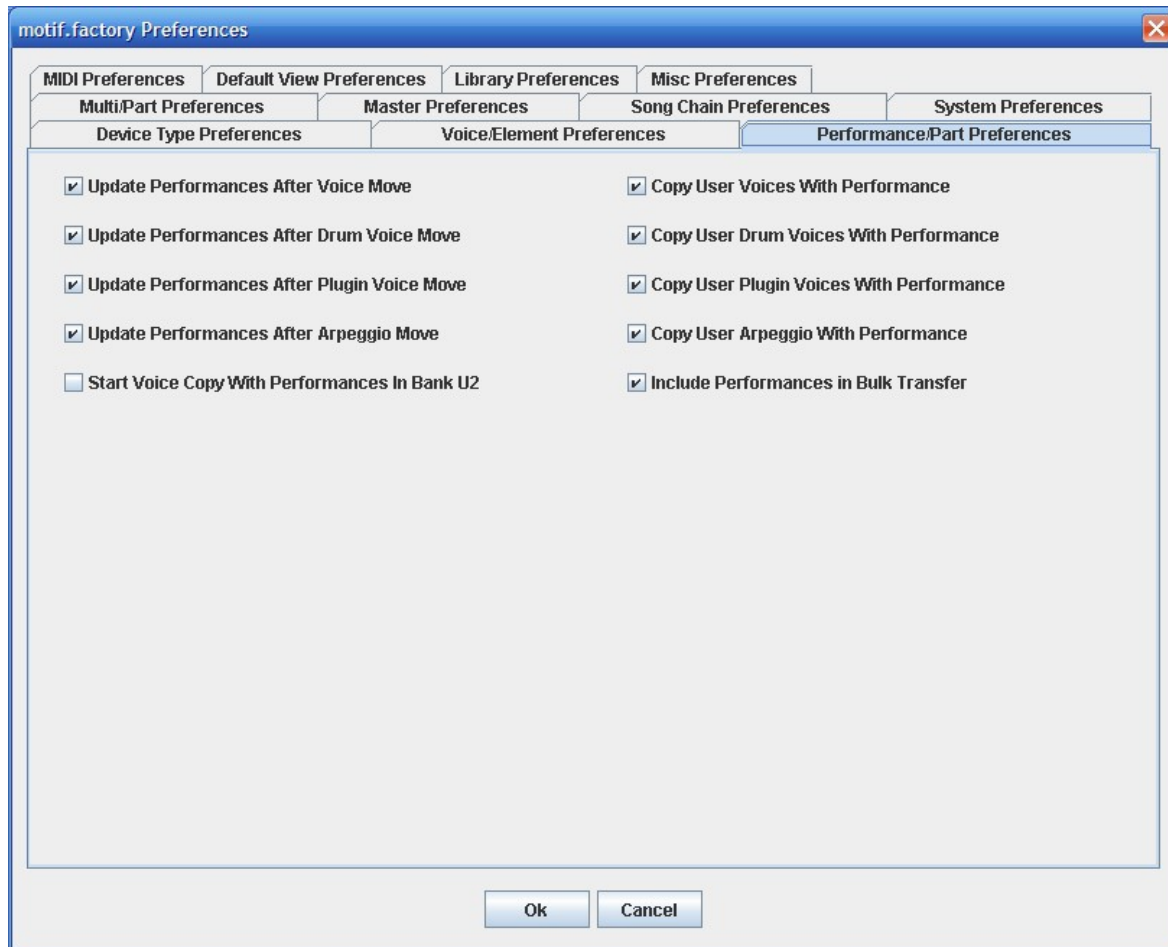 motif.factory Preferences
MIDI Preferences Default View Preferences Library Preferences Misc Preferences
Multi/Part Preferences Master Preferences Song Chain Preferences System Preferences
Device Type Preferences Voice/Element Preferences Performance/Part Preferences
Update Performances After Voice Move Copy User Voices With Performance
Update Performances After Drum Voice Move Copy User Drum Voices With Performance
Update Performances After Plugin Voice Move Copy User Plugin Voices With Performance
Update Performances After Arpeggio Move Copy User Arpeggio With Performance
Start Voice Copy With Performances In Bank U2 Include Performances in Bulk Transfer
Ok Cancel